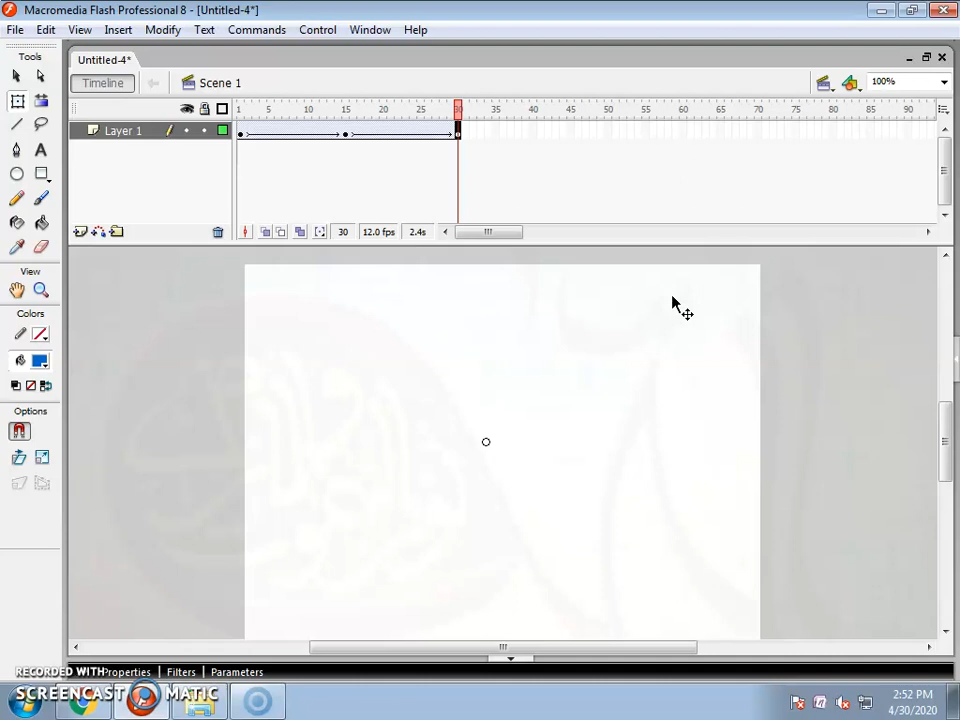 Macromedia Flash Professional 8 - [Untitled-4*]
File Edit View Insert Modify Text Commands Control Window Help
Tools
Untitled-4*
Timeline
Scene 1
100%
1 5 10 15 20 25 30 35 40 45 50 55 60 65 70 75 80 85 90
Layer 1
30 12.0 fps 2.4s
View
Colors
Options
Properties Filters Parameters
RECORDED WITH
SCREENCAST MATIC
2:52 PM
4/30/2020